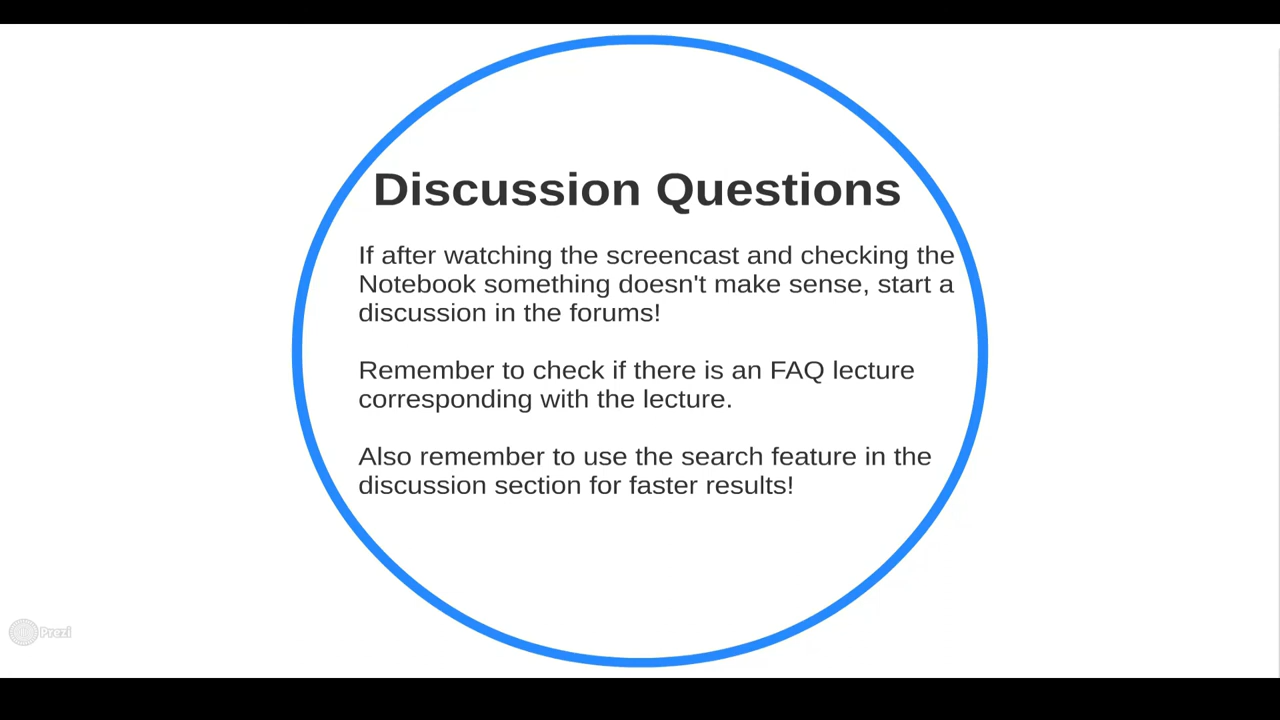 Discussion Questions
If after watching the screencast and checking the
Notebook something doesn't make sense, start a
discussion in the forums!
Remember to check if there is an FAQ lecture
corresponding with the lecture.
Also remember to use the search feature in the
discussion section for faster results!
Prezi